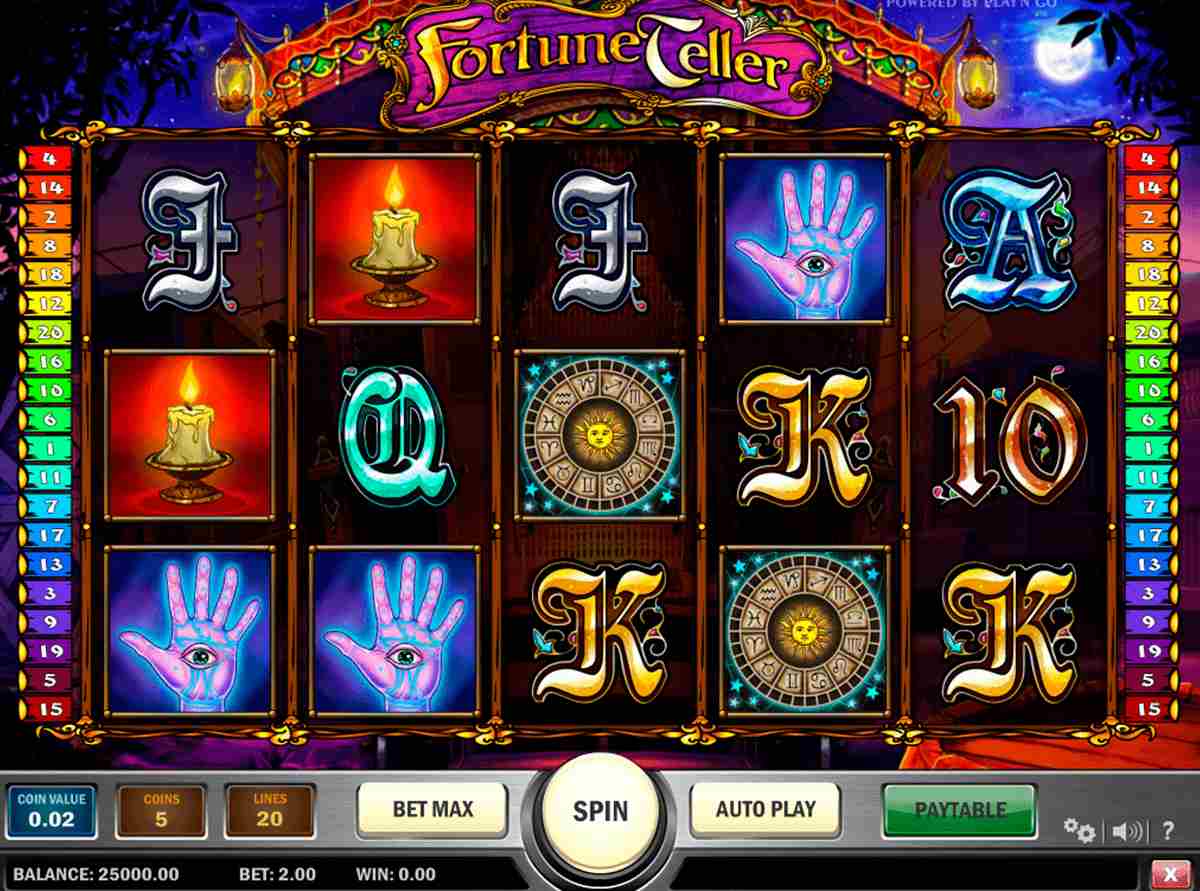 POWERED BY PLAY'N GO
Fortune Teller
4 4
14 14
2 2
8 8
18 18
12 12
20 20
16 16
10 10
6 6
1 1
11 11
7 7
17 17
13 13
3 3
9 9
19 19
5 5
15 15
J J A
Q K 10
K K
COIN VALUE COINS LINES
0.02 5 20
BET MAX SPIN AUTO PLAY PAYTABLE ?
BALANCE: 25000.00 BET: 2.00 WIN: 0.00 X